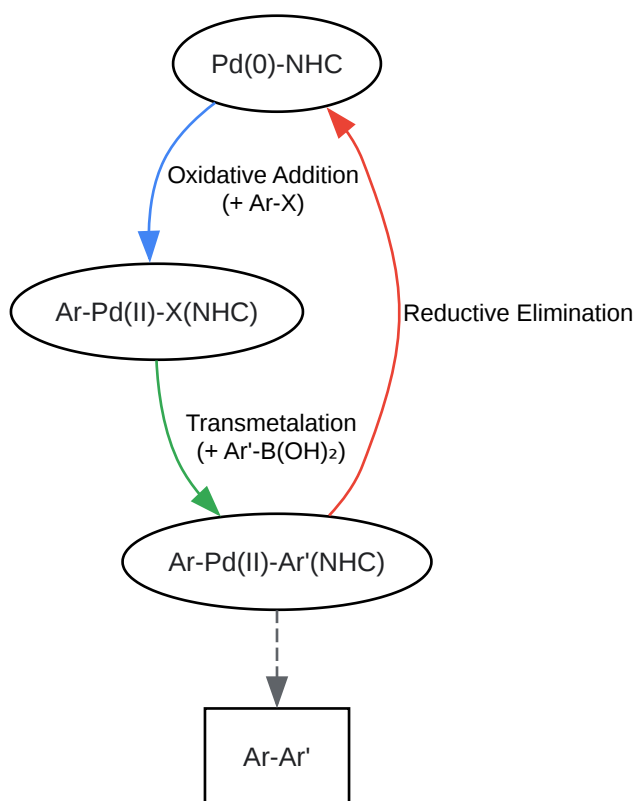 Pd(0)-NHC
Oxidative Addition
(+ Ar-X)
Ar-Pd(II)-X(NHC)
Reductive Elimination
Transmetalation
(+ Ar'-B(OH)₂)
Ar-Pd(II)-Ar'(NHC)
Ar-Ar'